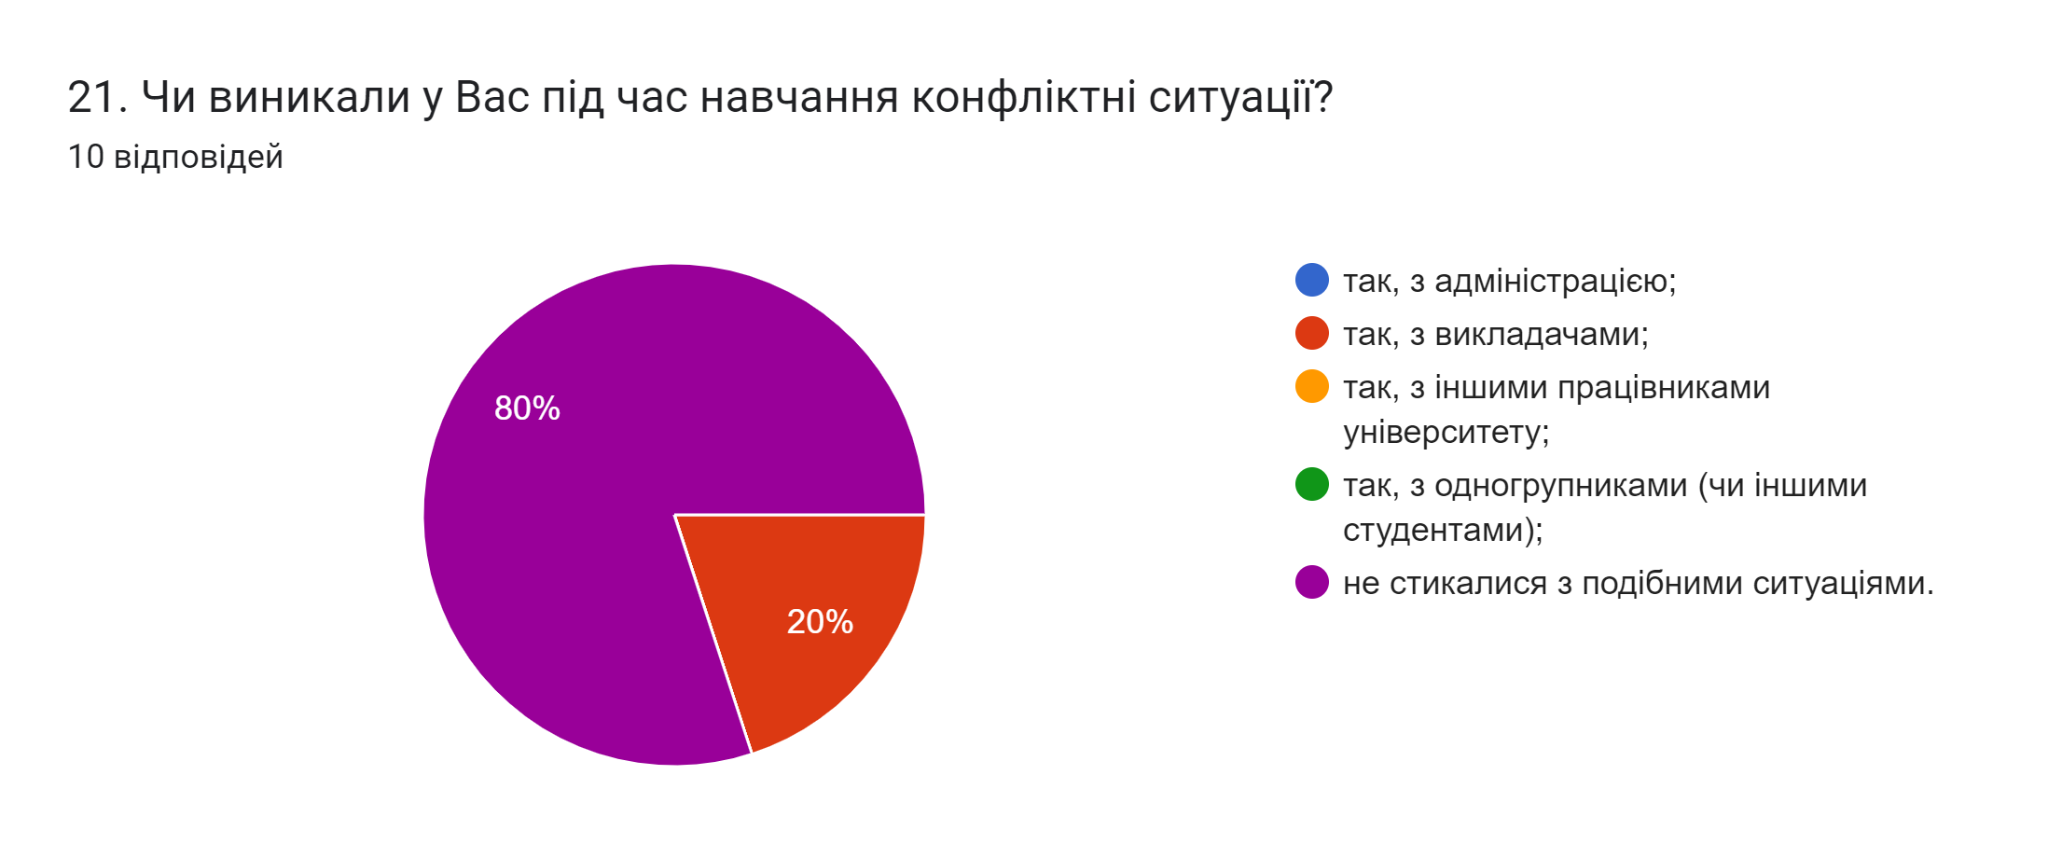 21. Чи виникали у Вас під час навчання конфліктні ситуації?
10 відповідей
80%
20%
так, з адміністрацією;
так, з викладачами;
так, з іншими працівниками
університету;
так, з одногрупниками (чи іншими
студентами);
не стикалися з подібними ситуаціями.